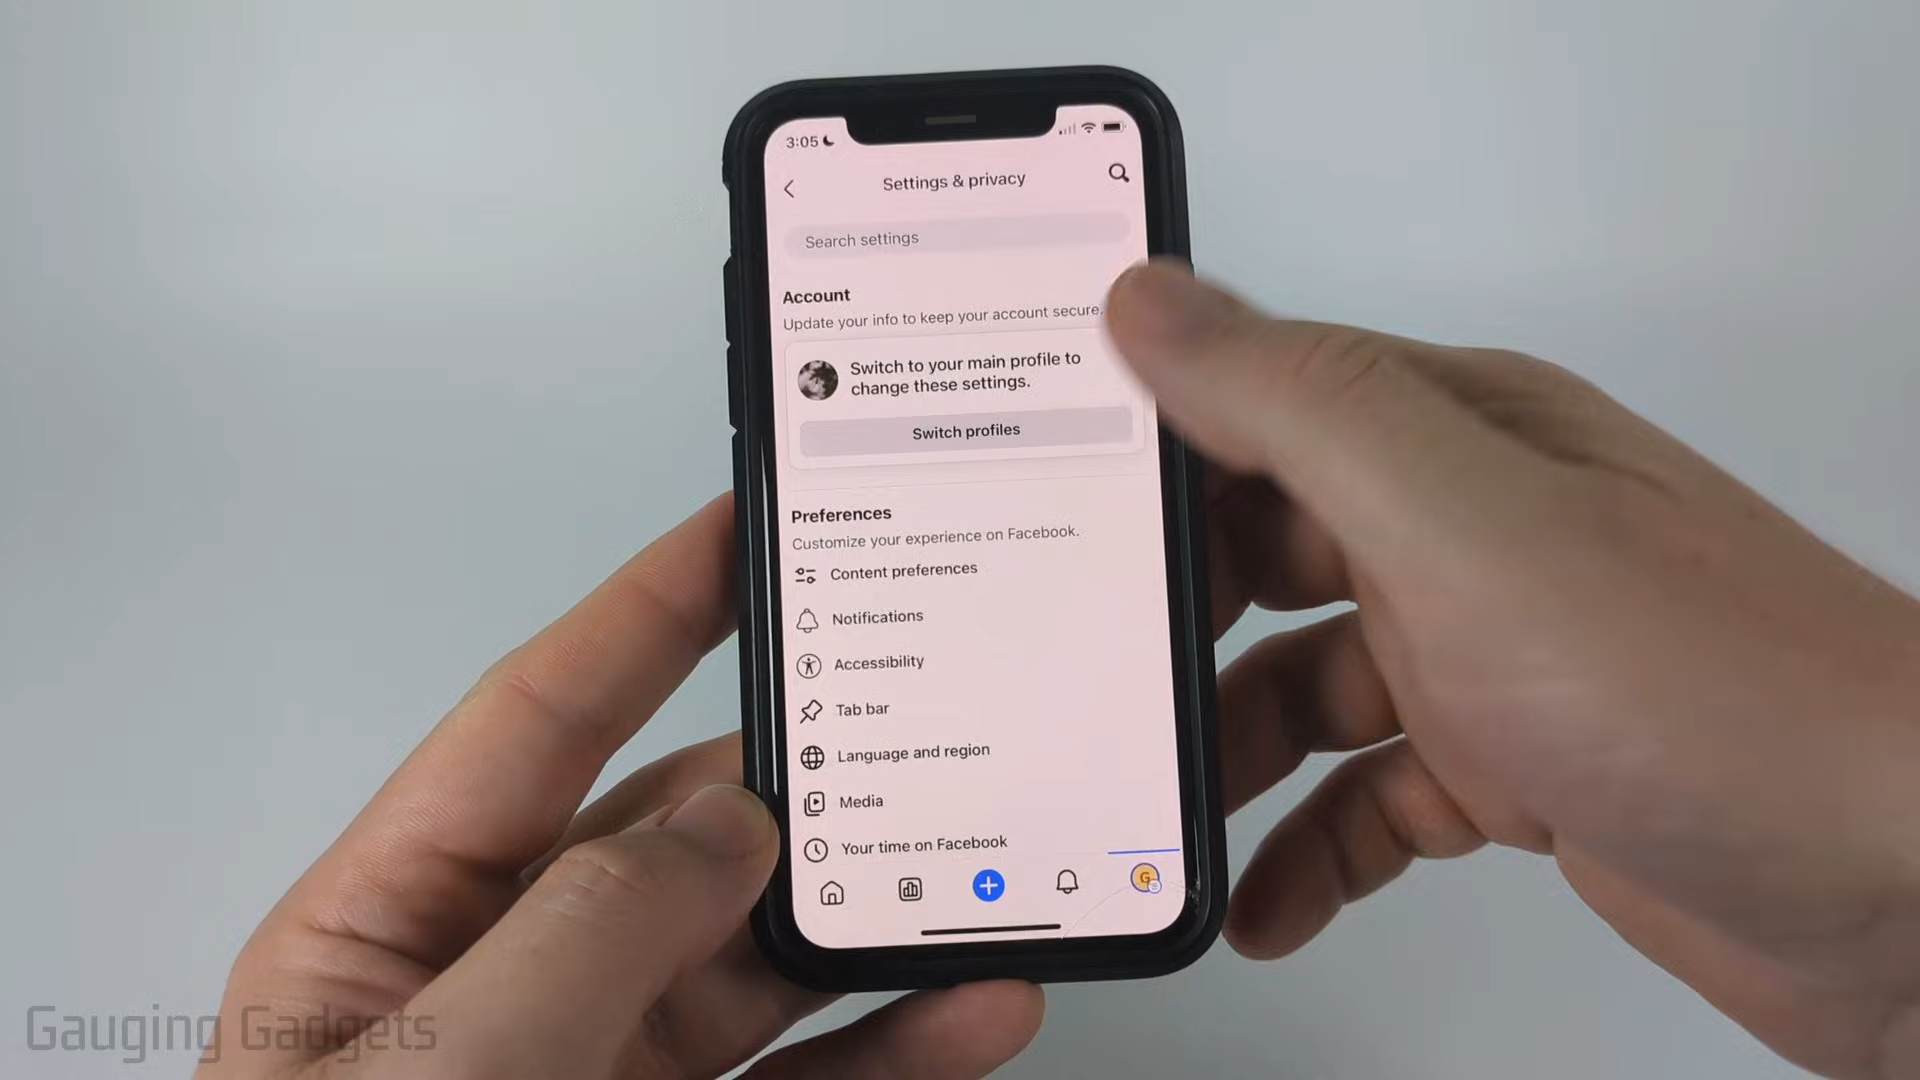 3:05
Settings & privacy
Search settings
Account
Update your info to keep your account secure.
Switch to your main profile to
change these settings.
Switch profiles
Preferences
Customize your experience on Facebook.
Content preferences
Notifications
Accessibility
Tab bar
Language and region
Media
Your time on Facebook
G
Gauging Gadgets